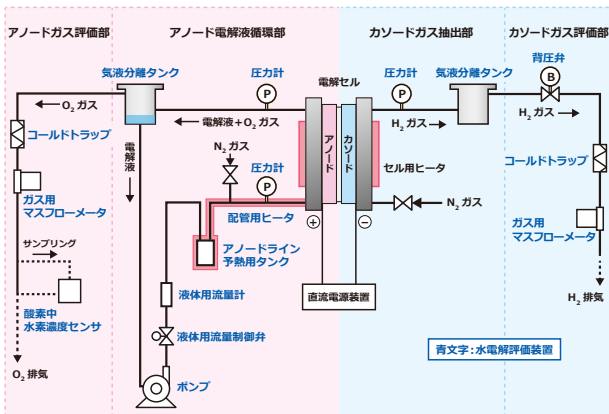 アノードガス評価部
アノード電解液循環部
カソードガス抽出部
カソードガス評価部
気液分離タンク
圧力計
電解セル
圧力計
気液分離タンク
背圧弁
P
P
B
O2 ガス
電解液+O2 ガス
H2 ガス
H2 ガス
コールドトラップ
電解液
N2 ガス
圧力計
P
アノード
カソード
セル用ヒータ
コールドトラップ
ガス用
マスフローメータ
配管用ヒータ
+
−
N2 ガス
ガス用
マスフローメータ
サンプリング
アノードライン
予熱用タンク
酸素中
水素濃度センサ
液体用流量計
直流電源装置
H2 排気
液体用流量制御弁
青文字:水電解評価装置
O2 排気
ポンプ